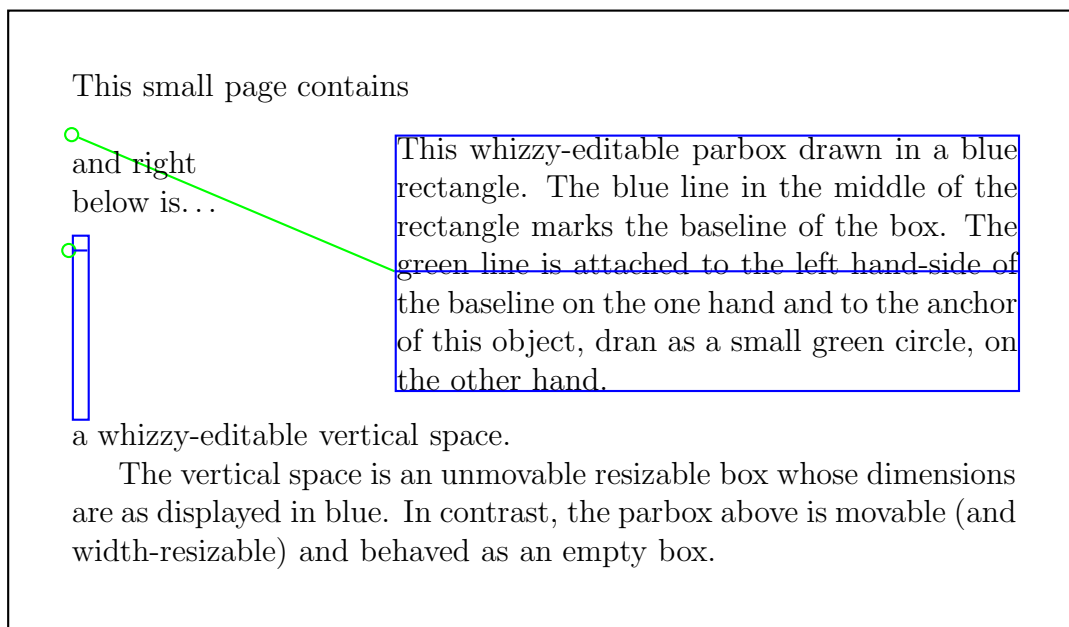 This small page contains
and right
below is...
This whizzy-editable parbox drawn in a blue
rectangle. The blue line in the middle of the
rectangle marks the baseline of the box. The
green line is attached to the left hand-side of
the baseline on the one hand and to the anchor
of this object, dran as a small green circle, on
the other hand.
a whizzy-editable vertical space.
The vertical space is an unmovable resizable box whose dimensions
are as displayed in blue. In contrast, the parbox above is movable (and
width-resizable) and behaved as an empty box.